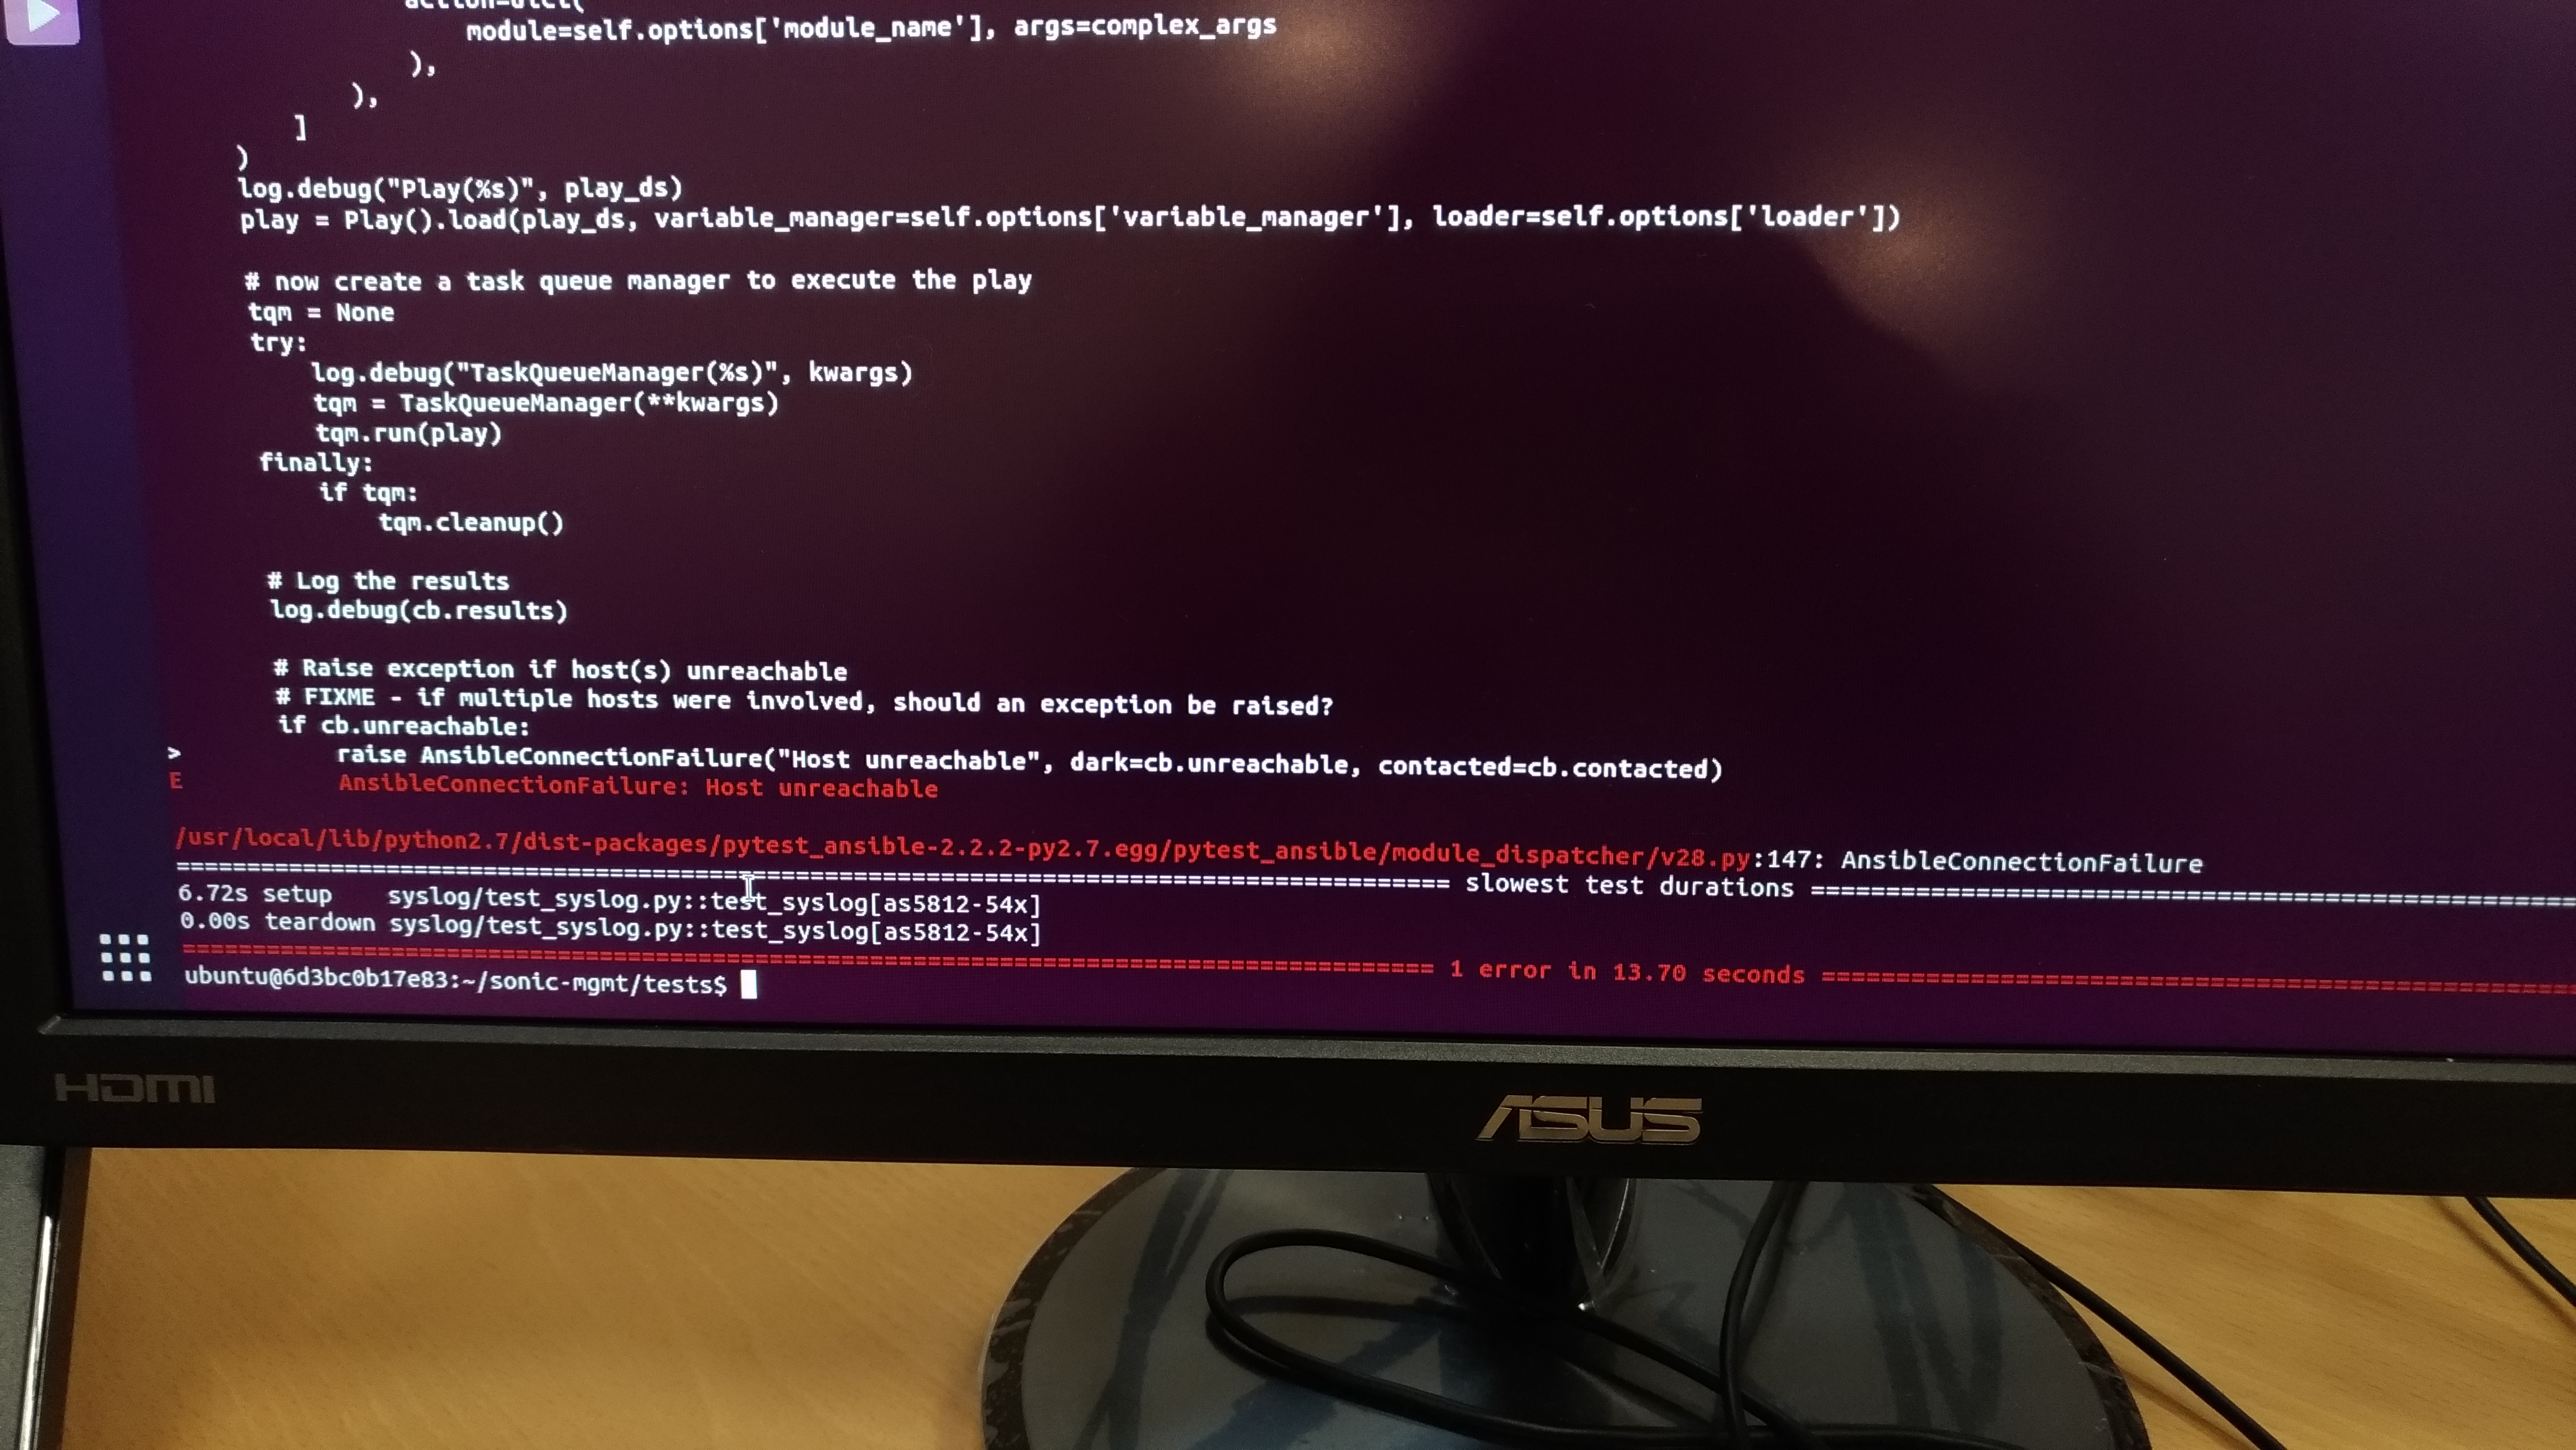 action=dict(
module=self.options['module_name'], args=complex_args
),
),
]
)
log.debug("Play(%s)", play_ds)
play = Play().load(play_ds, variable_manager=self.options['variable_manager'], loader=self.options['loader'])
# now create a task queue manager to execute the play
tqm = None
try:
log.debug("TaskQueueManager(%s)", kwargs)
tqm = TaskQueueManager(**kwargs)
tqm.run(play)
finally:
if tqm:
tqm.cleanup()
# Log the results
log.debug(cb.results)
# Raise exception if host(s) unreachable
# FIXME - if multiple hosts were involved, should an exception be raised?
if cb.unreachable:
> raise AnsibleConnectionFailure("Host unreachable", dark=cb.unreachable, contacted=cb.contacted)
E AnsibleConnectionFailure: Host unreachable
/usr/local/lib/python2.7/dist-packages/pytest_ansible-2.2.2-py2.7.egg/pytest_ansible/module_dispatcher/v28.py:147: AnsibleConnectionFailure
slowest test durations
6.72s setup syslog/test_syslog.py::test_syslog[as5812-54x]
0.00s teardown syslog/test_syslog.py::test_syslog[as5812-54x]
1 error in 13.70 seconds
ubuntu@6d3bc0b17e83:~/sonic-mgmt/tests$
HDMI
ASUS